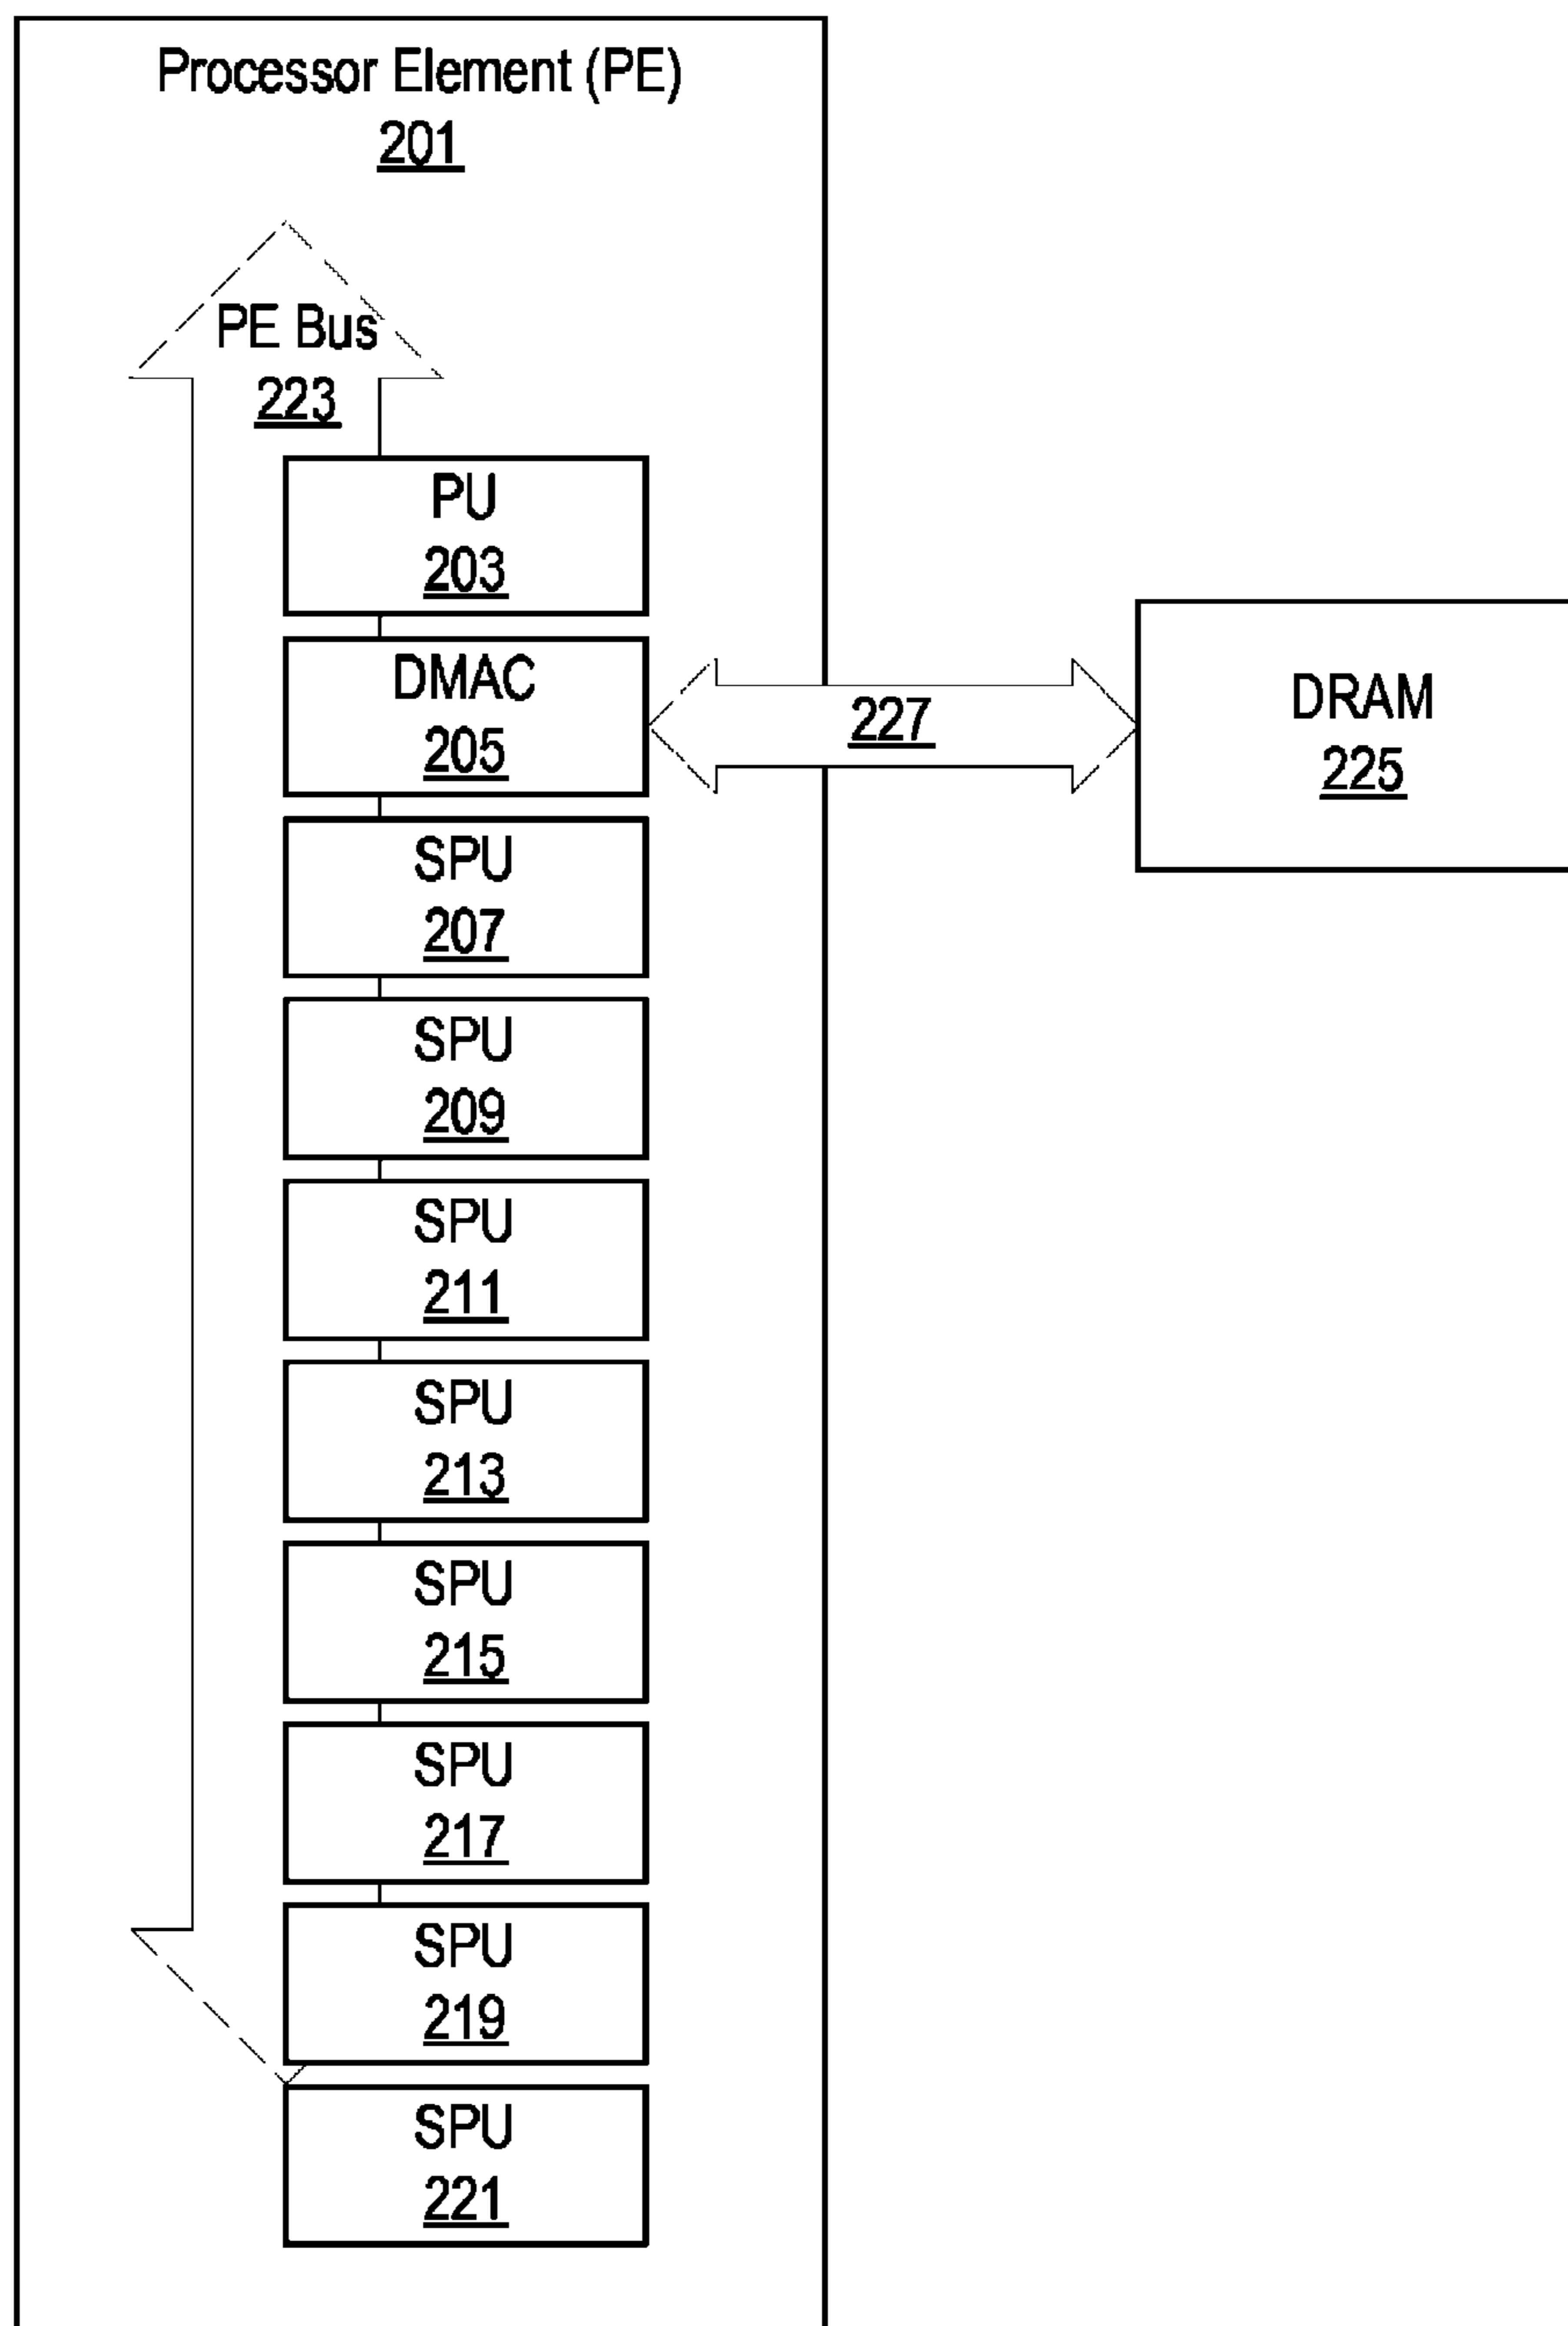 Processor Element (PE)
201
PE Bus
223
PU
203
DMAC
205
227
DRAM
225
SPU
207
SPU
209
SPU
211
SPU
213
SPU
215
SPU
217
SPU
219
SPU
221